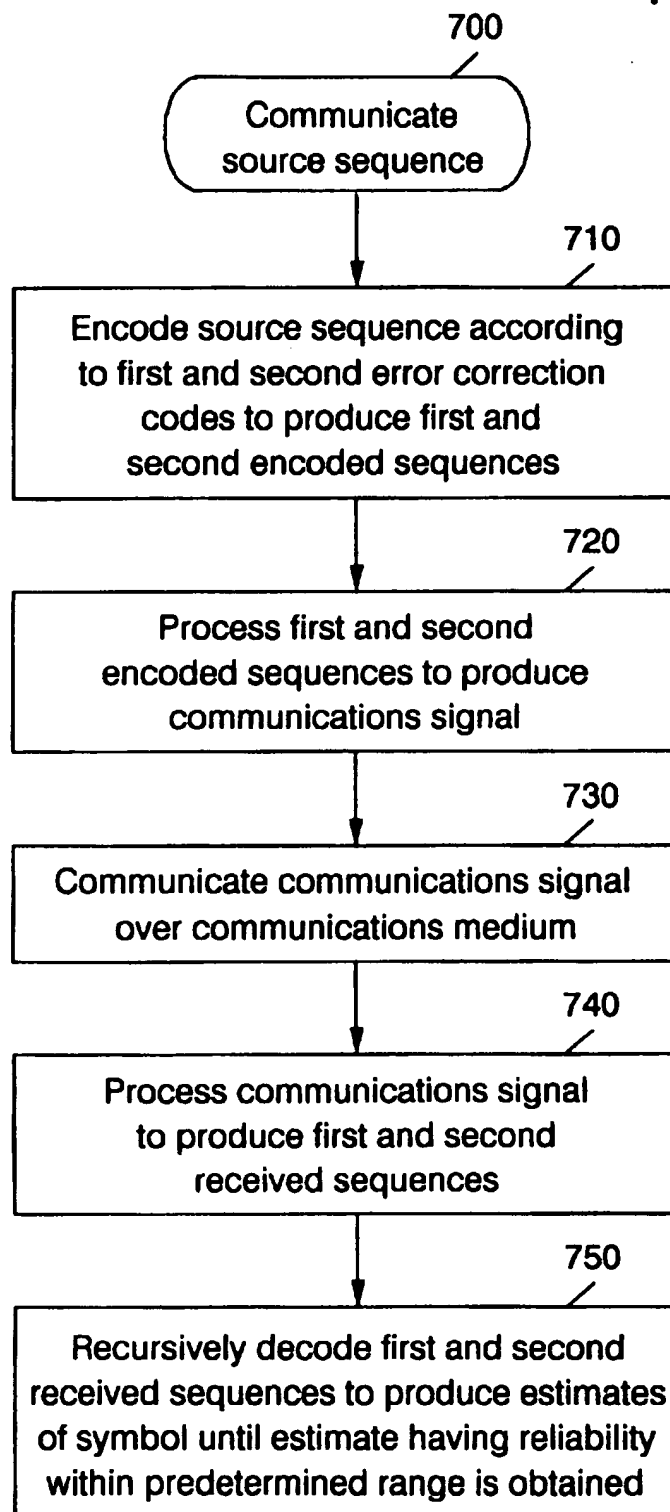 700
Communicate
source sequence
710
Encode source sequence according
to first and second error correction
codes to produce first and
second encoded sequences
720
Process first and second
encoded sequences to produce
communications signal
730
Communicate communications signal
over communications medium
740
Process communications signal
to produce first and second
received sequences
750
Recursively decode first and second
received sequences to produce estimates
of symbol until estimate having reliability
within predetermined range is obtained